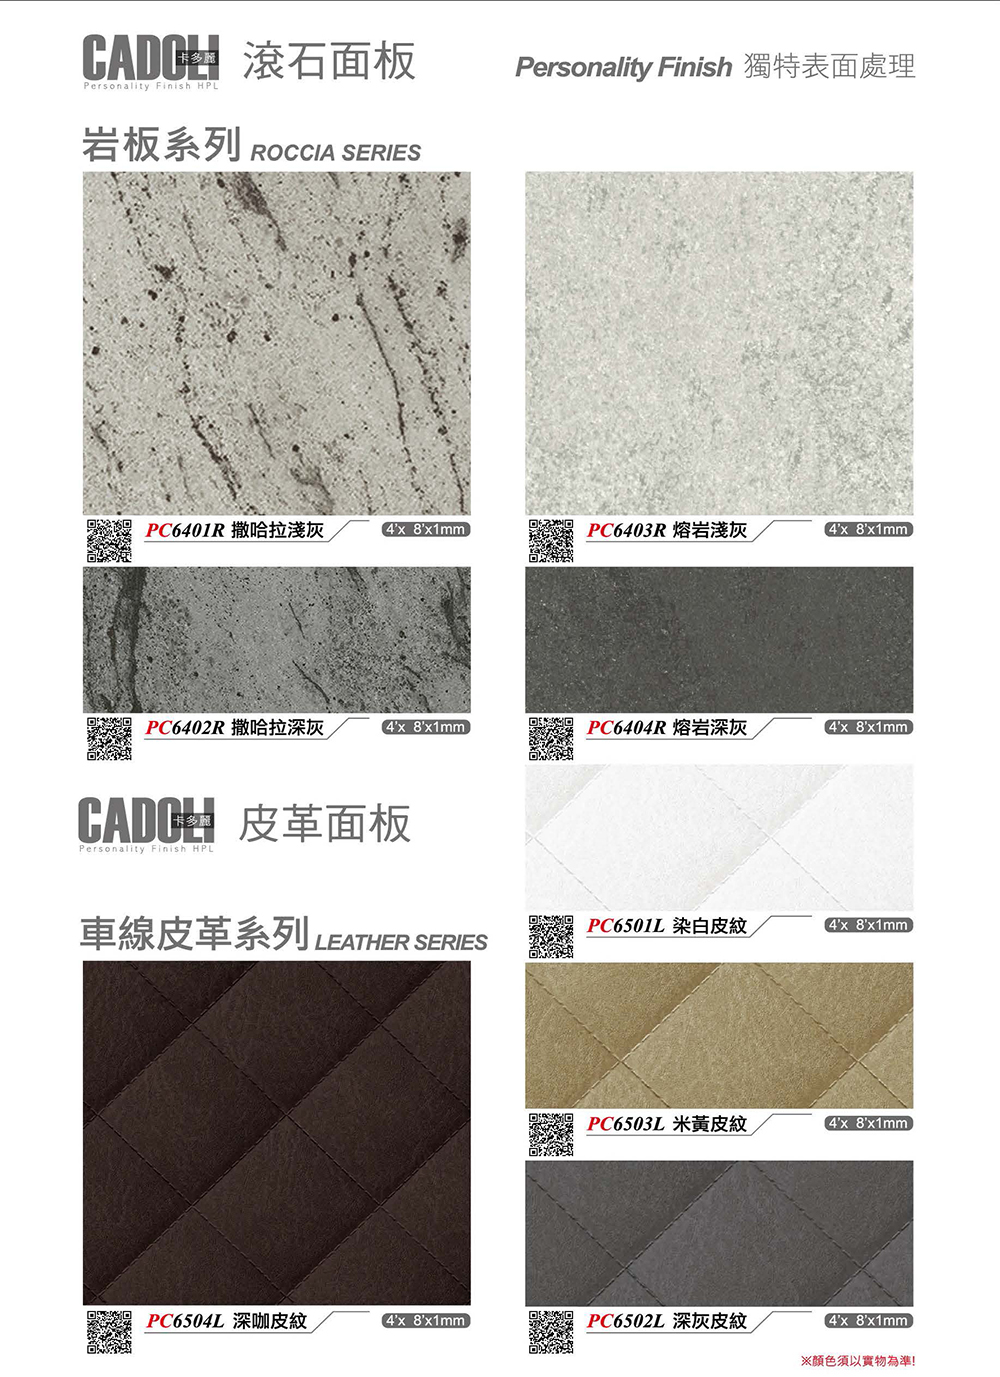 CADOLI 卡多麗 滾石面板
Personality Finish HPL
Personality Finish 獨特表面處理
岩板系列 ROCCIA SERIES
PC6401R 撒哈拉淺灰 4'x 8'x1mm
PC6403R 熔岩淺灰 4'x 8'x1mm
PC6402R 撒哈拉深灰 4'x 8'x1mm
PC6404R 熔岩深灰 4'x 8'x1mm
CADOLI 卡多麗 皮革面板
Personality Finish HPL
PC6501L 染白皮紋 4'x 8'x1mm
車線皮革系列 LEATHER SERIES
PC6503L 米黃皮紋 4'x 8'x1mm
PC6504L 深咖皮紋 4'x 8'x1mm
PC6502L 深灰皮紋 4'x 8'x1mm
※顏色須以實物為準!